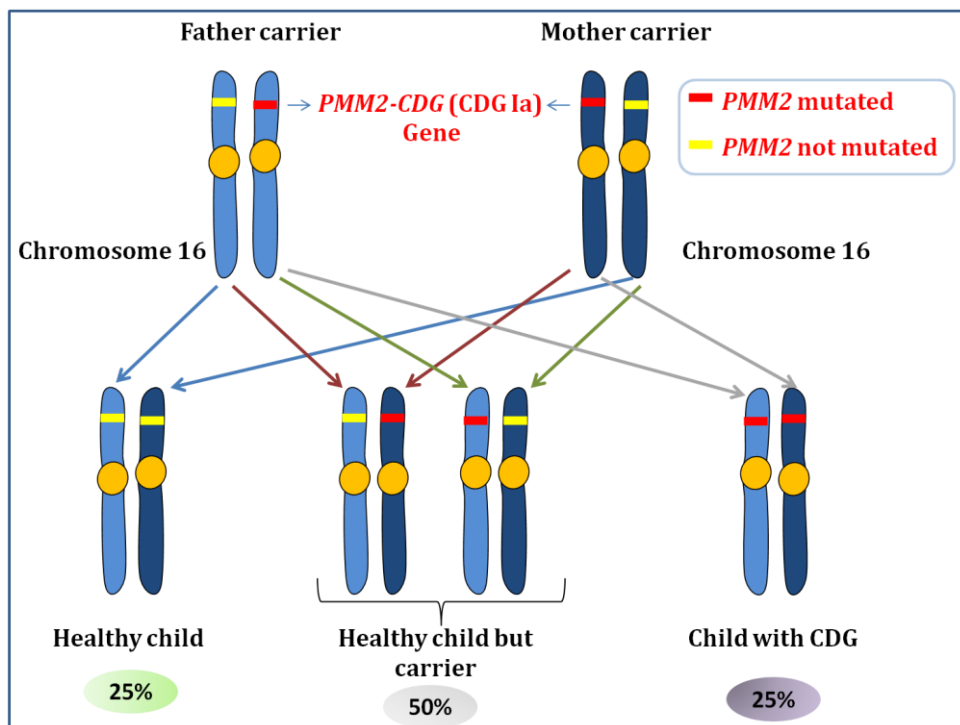 Father carrier
Mother carrier
PMM2-CDG (CDG Ia)
Gene
PMM2 mutated
PMM2 not mutated
Chromosome 16
Chromosome 16
Healthy child
Healthy child but
carrier
Child with CDG
25%
50%
25%